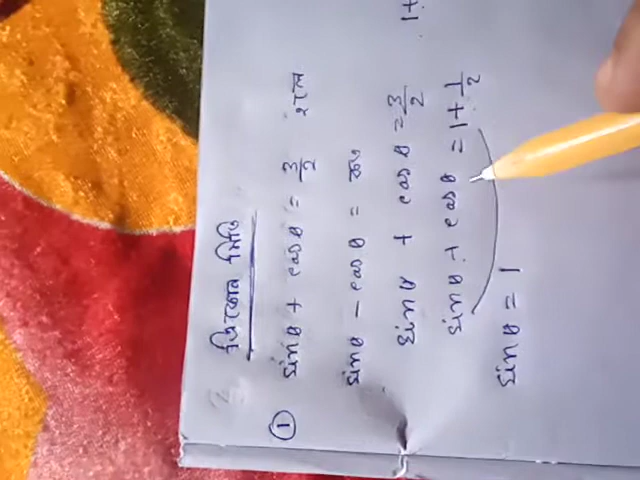 ত্রিকোন মিতি
① sinθ + cosθ = 3/2 হলে
sinθ − cosθ = কত
sinθ + cosθ = 3/2
sinθ + cosθ = 1 + 1/2
sinθ = 1
1+